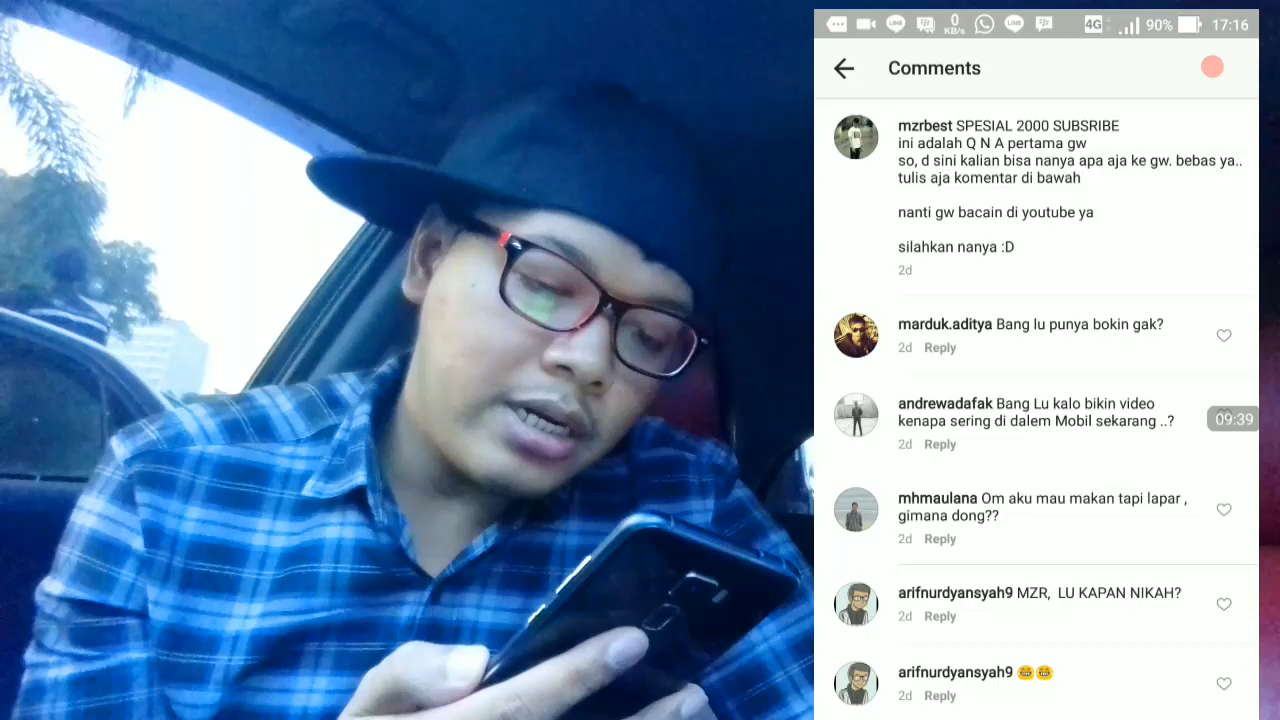 0
KB/s
4G
90%
17:16
Comments
mzrbest SPESIAL 2000 SUBSRIBE
ini adalah Q N A pertama gw
so, d sini kalian bisa nanya apa aja ke gw. bebas ya..
tulis aja komentar di bawah
nanti gw bacain di youtube ya
silahkan nanya :D
2d
marduk.aditya Bang lu punya bokin gak?
2d Reply
andrewadafak Bang Lu kalo bikin video
kenapa sering di dalem Mobil sekarang ..?
09:39
2d Reply
mhmaulana Om aku mau makan tapi lapar ,
gimana dong??
2d Reply
arifnurdyansyah9 MZR, LU KAPAN NIKAH?
2d Reply
arifnurdyansyah9 😂😂
2d Reply